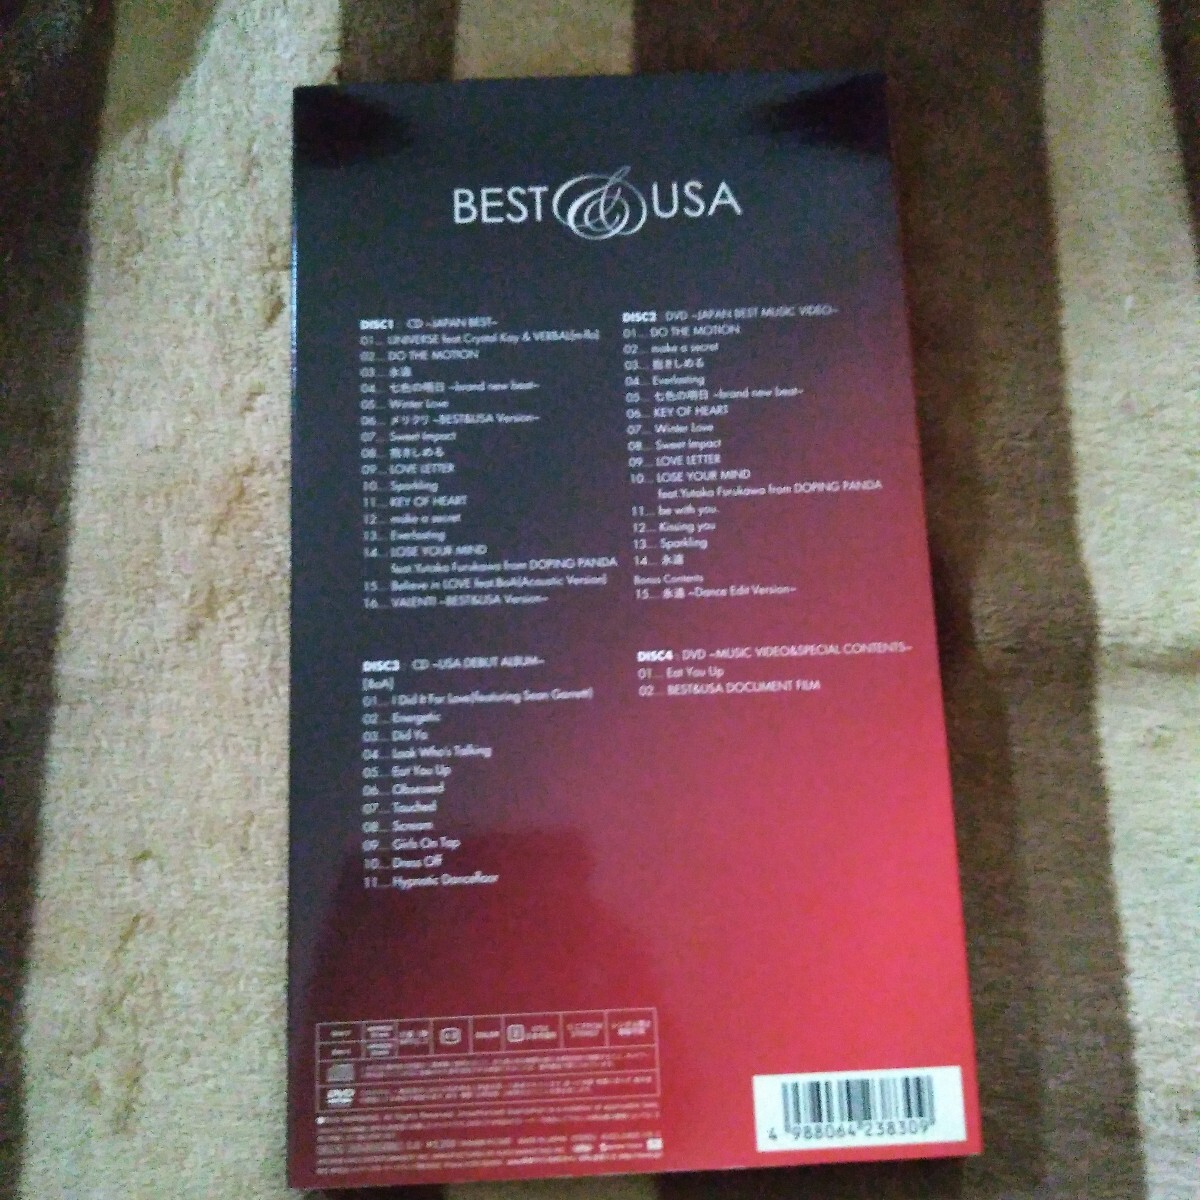 BEST & USA
DISC1 : CD ~JAPAN BEST~
01... UNIVERSE feat.Crystal Kay & VERBAL(m-flo)
02... DO THE MOTION
03... 永遠
04... 七色の明日 ~brand new beat~
05... Winter Love
06... メリクリ ~BEST&USA Version~
07... Sweet Impact
08... 抱きしめる
09... LOVE LETTER
10... Sparkling
11... KEY OF HEART
12... make a secret
13... Everlasting
14... LOSE YOUR MIND
feat.Yutaka Furukawa from DOPING PANDA
15... Believe in LOVE feat.BoA(Acoustic Version)
16... VALENTI ~BEST&USA Version~
DISC2 : DVD ~JAPAN BEST MUSIC VIDEO~
01... DO THE MOTION
02... make a secret
03... 抱きしめる
04... Everlasting
05... 七色の明日 ~brand new beat~
06... KEY OF HEART
07... Winter Love
08... Sweet Impact
09... LOVE LETTER
10... LOSE YOUR MIND
feat.Yutaka Furukawa from DOPING PANDA
11... be with you.
12... Kissing you
13... Sparkling
14... 永遠
Bonus Contents
15... 永遠 ~Dance Edit Version~
DISC3 : CD ~USA DEBUT ALBUM~
[BoA]
01... I Did It For Love(featuring Sean Garrett)
02... Energetic
03... Did Ya
04... Look Who's Talking
05... Eat You Up
06... Obsessed
07... Touched
08... Scream
09... Girls On Top
10... Dress Off
11... Hypnotic Dancefloor
DISC4 : DVD ~MUSIC VIDEO&SPECIAL CONTENTS~
01... Eat You Up
02... BEST&USA DOCUMENT FILM
DVD
4 988064 238309